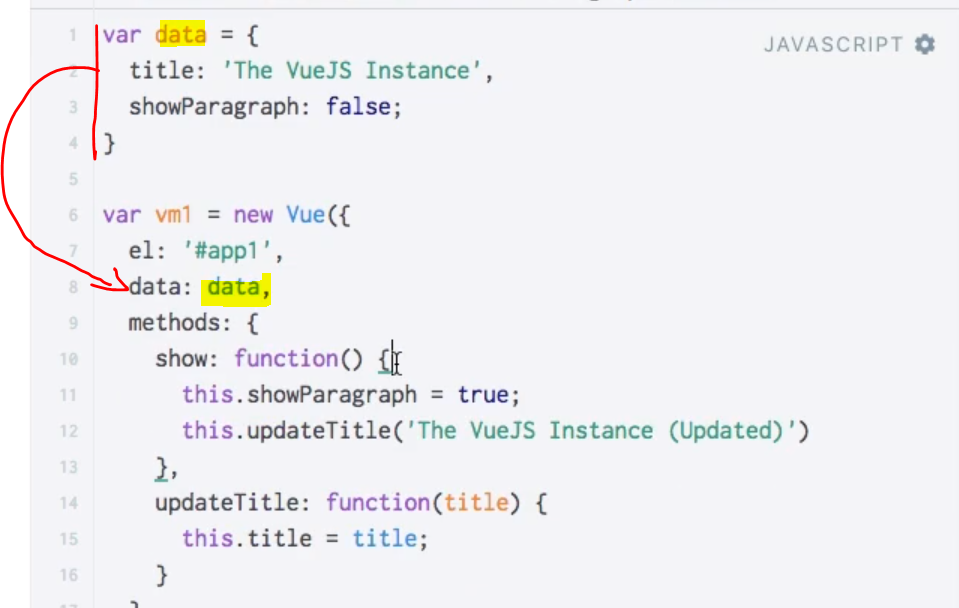 JAVASCRIPT
1 var data = {
2 title: 'The VueJS Instance',
3 showParagraph: false;
4 }
5
6 var vm1 = new Vue({
7 el: '#app1',
8 data: data,
9 methods: {
10 show: function() {
11 this.showParagraph = true;
12 this.updateTitle('The VueJS Instance (Updated)')
13 },
14 updateTitle: function(title) {
15 this.title = title;
16 }